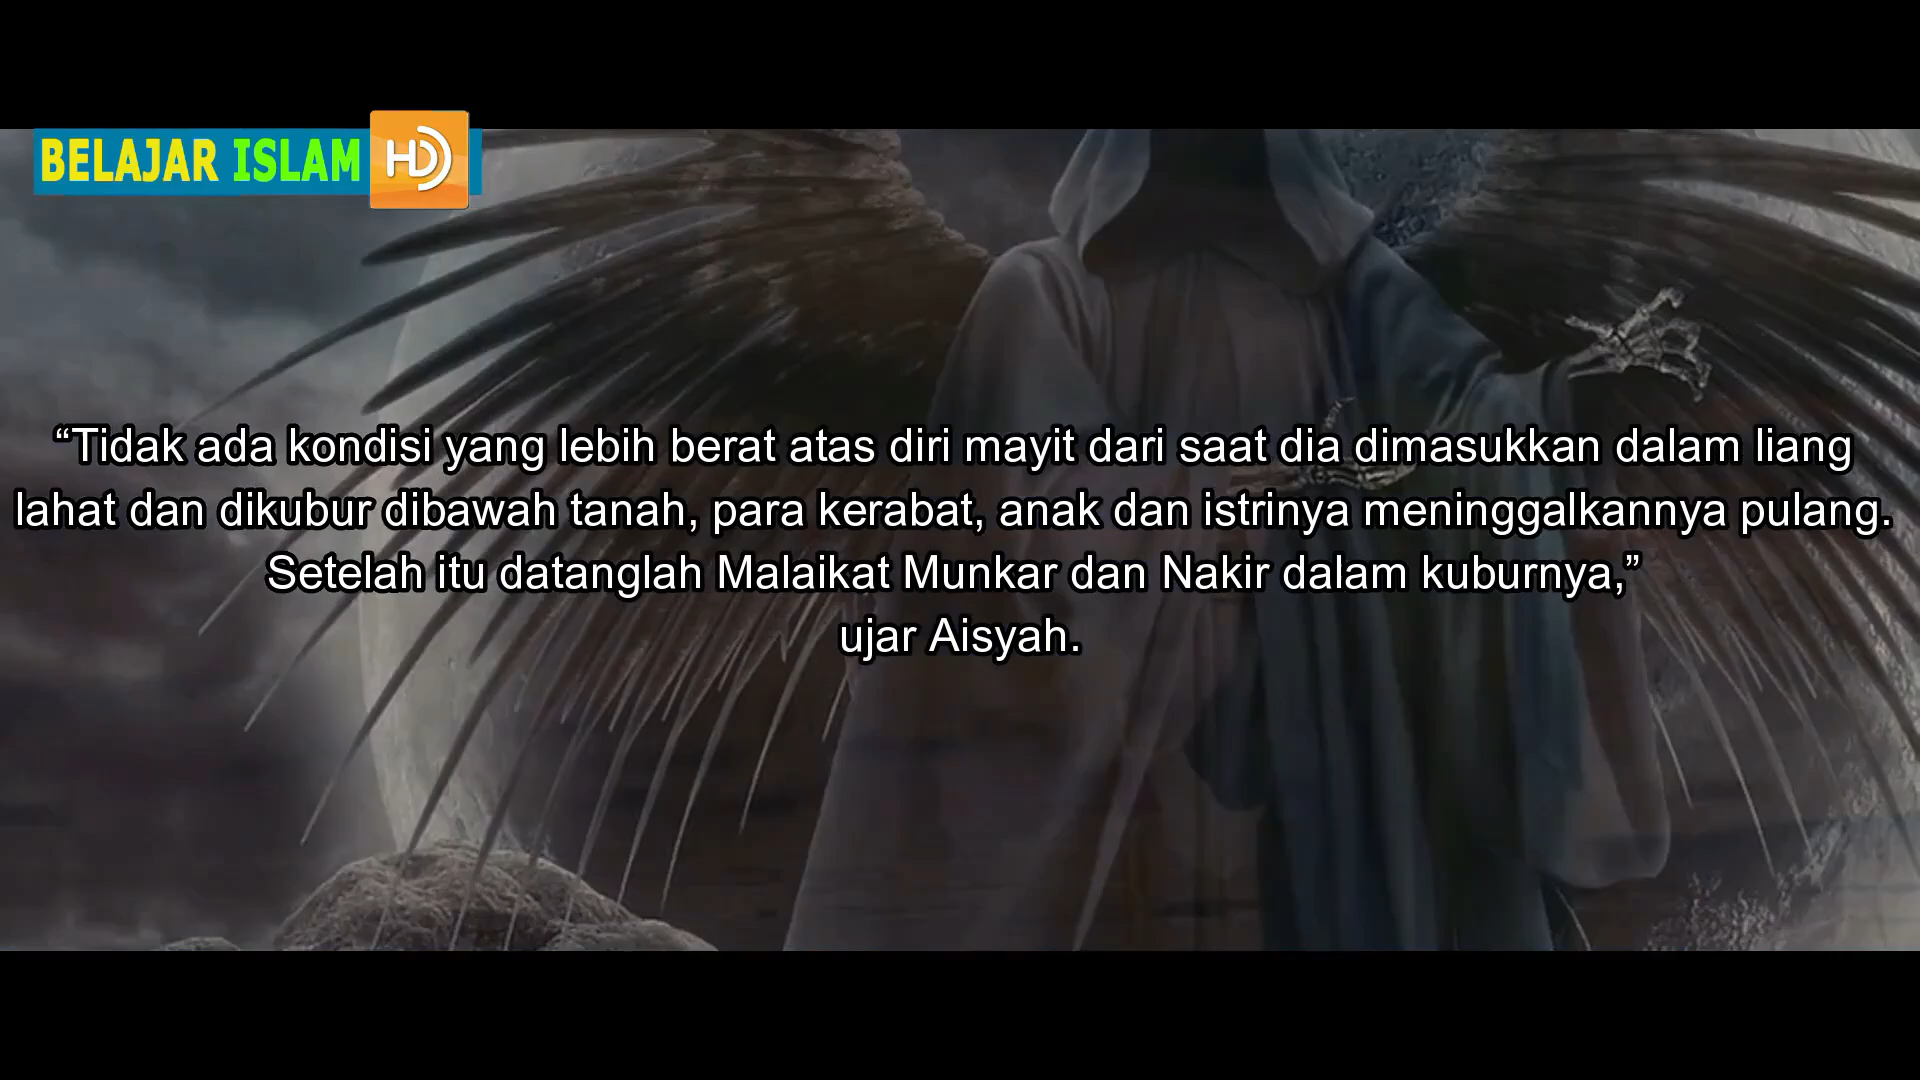 BELAJAR ISLAM HD
“Tidak ada kondisi yang lebih berat atas diri mayit dari saat dia dimasukkan dalam liang
lahat dan dikubur dibawah tanah, para kerabat, anak dan istrinya meninggalkannya pulang.
Setelah itu datanglah Malaikat Munkar dan Nakir dalam kuburnya,”
ujar Aisyah.